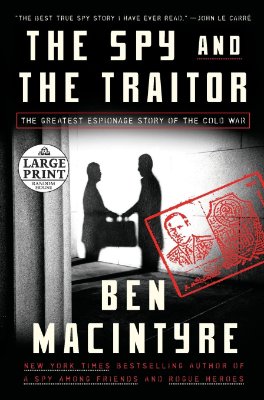 "THE BEST TRUE SPY STORY I HAVE EVER READ."—JOHN LE CARRÉ
THE SPY AND
THE TRAITOR
THE GREATEST ESPIONAGE STORY OF THE COLD WAR
LARGE
PRINT
RANDOM
HOUSE
BEN
MACINTYRE
NEW YORK TIMES BESTSELLING AUTHOR OF
A SPY AMONG FRIENDS AND ROGUE HEROES